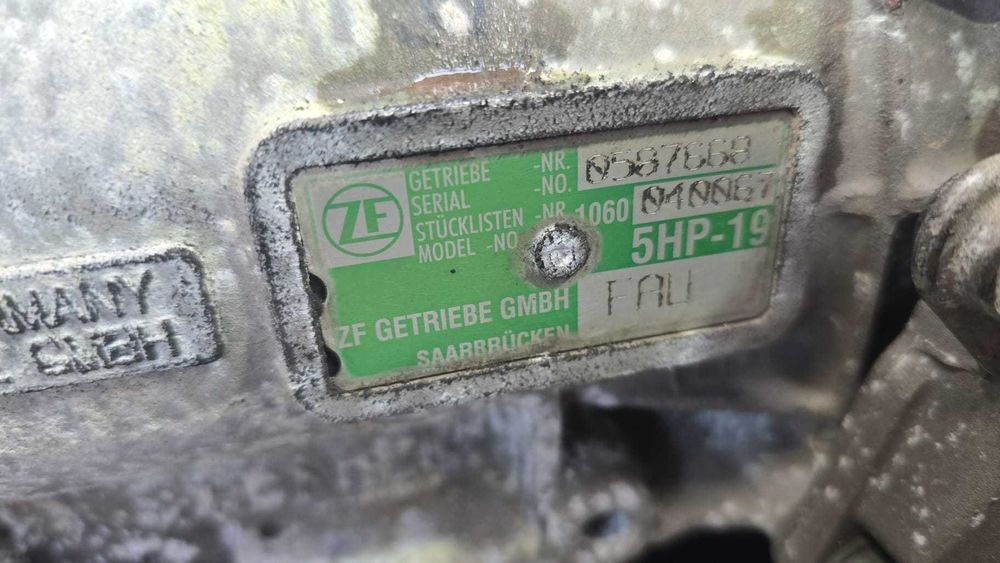 ZF
GETRIEBE -NR. 0587668
SERIAL -NO.
STÜCKLISTEN -NR. 1060 040067
MODEL -NO.
5HP-19
FAU
ZF GETRIEBE GMBH
SAARBRÜCKEN
GMBH